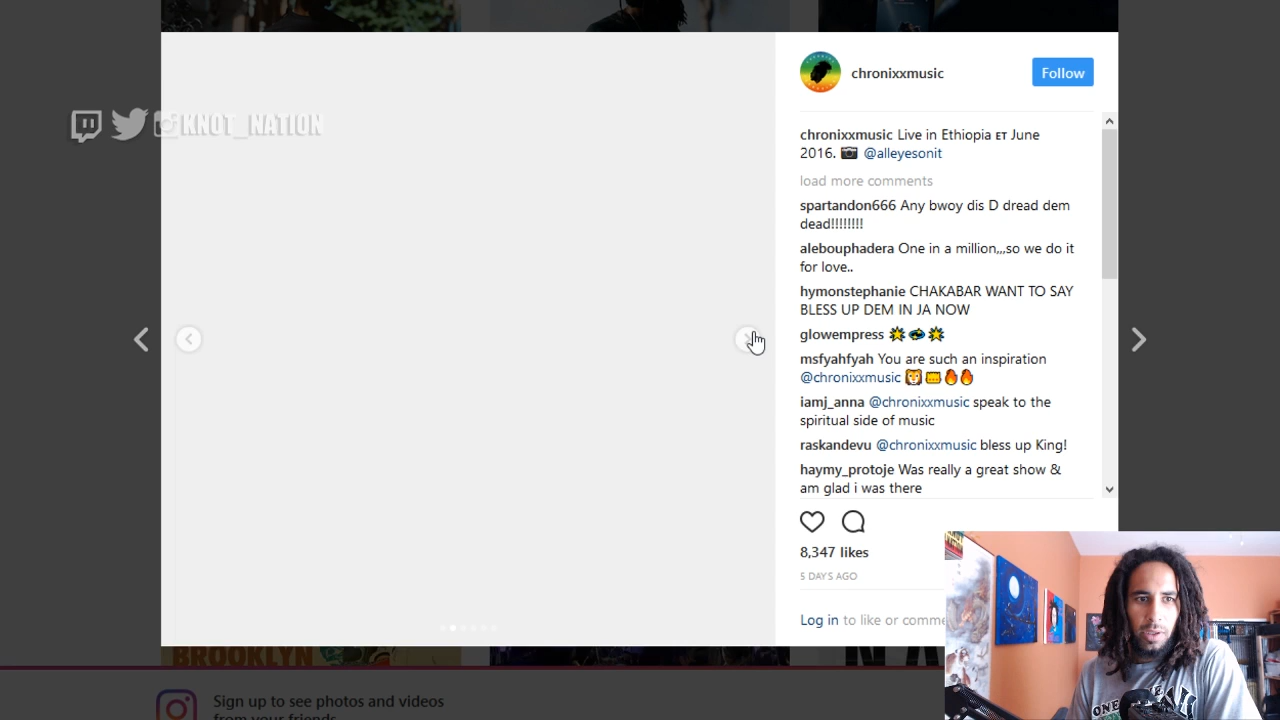 KNOT_NATION
chronixxmusic
Follow
chronixxmusic Live in Ethiopia ET June
2016. 📷 @alleyesonit
load more comments
spartandon666 Any bwoy dis D dread dem
dead!!!!!!!!
alebouphadera One in a million,,,so we do it
for love..
hymonstephanie CHAKABAR WANT TO SAY
BLESS UP DEM IN JA NOW
glowempress
msfyahfyah You are such an inspiration
@chronixxmusic
iamj_anna @chronixxmusic speak to the
spiritual side of music
raskandevu @chronixxmusic bless up King!
haymy_protoje Was really a great show &
am glad i was there
8,347 likes
5 DAYS AGO
Log in to like or comme
BROOKLYN
Sign up to see photos and videos
from your friends